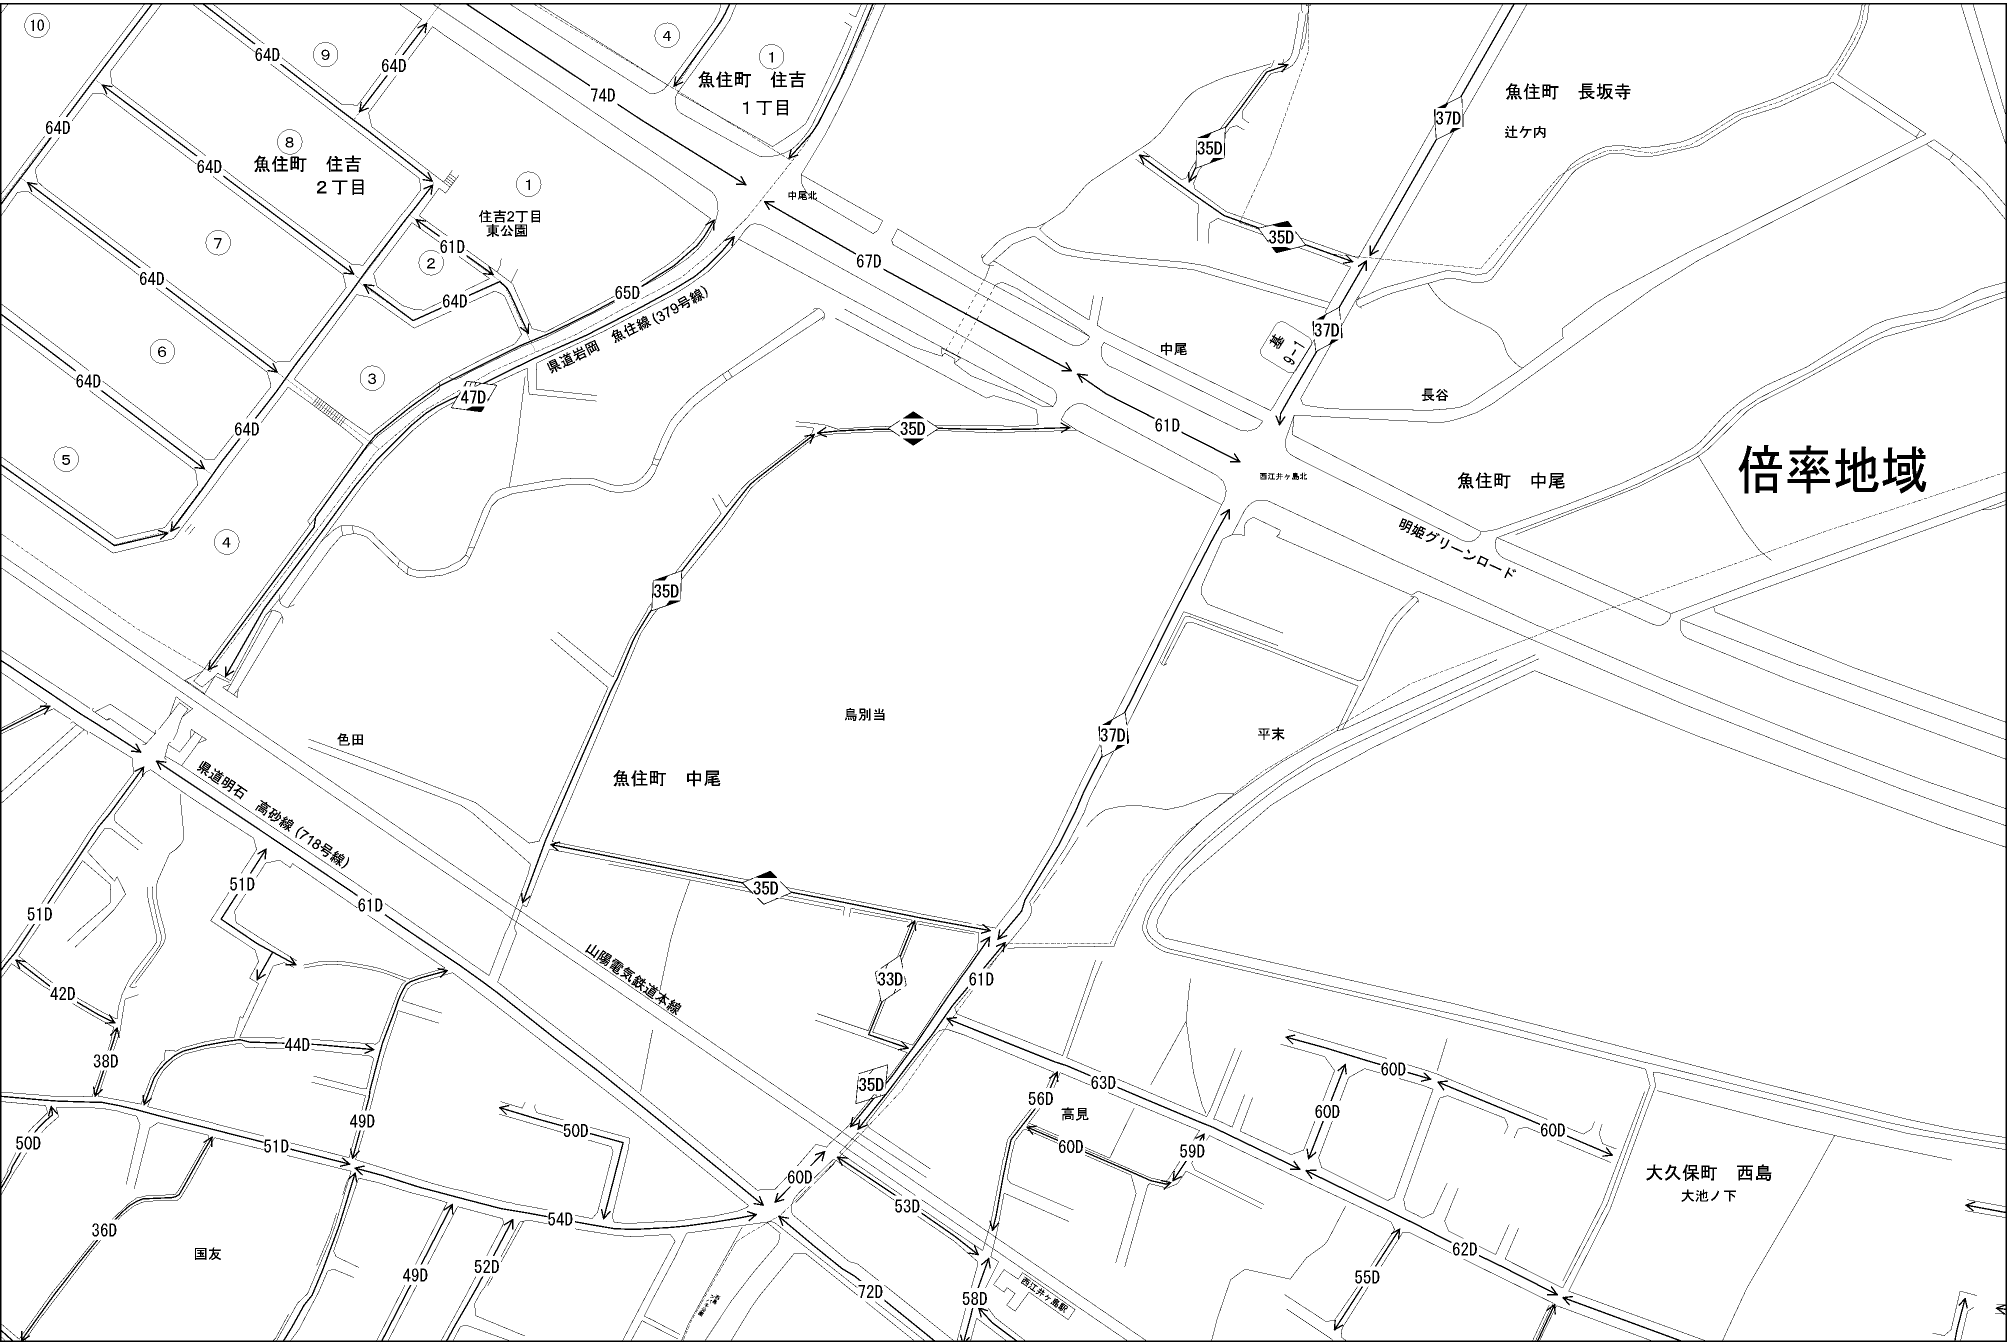 ⑩
⑨
64D
64D
④
①
魚住町 住吉
1丁目
74D
64D
⑧
魚住町 住吉
2丁目
64D
37D
魚住町 長坂寺
辻ケ内
35D
①
住吉2丁目
東公園
中尾北
⑦
61D
②
35D
67D
64D
64D
65D
県道岩岡 魚住線(379号線)
37D
基
9-1
中尾
⑥
③
64D
47D
長谷
64D
35D
61D
⑤
西江井ヶ島北
魚住町 中尾
倍率地域
明姫グリーンロード
④
35D
鳥別当
37D
平末
色田
魚住町 中尾
県道明石 高砂線(718号線)
51D
61D
35D
51D
山陽電気鉄道本線
33D
61D
42D
44D
38D
35D
63D
60D
56D
高見
60D
49D
50D
60D
50D
51D
60D
59D
60D
大久保町 西島
大池ノ下
53D
36D
54D
国友
62D
49D
52D
72D
58D
西江井ヶ島駅
55D